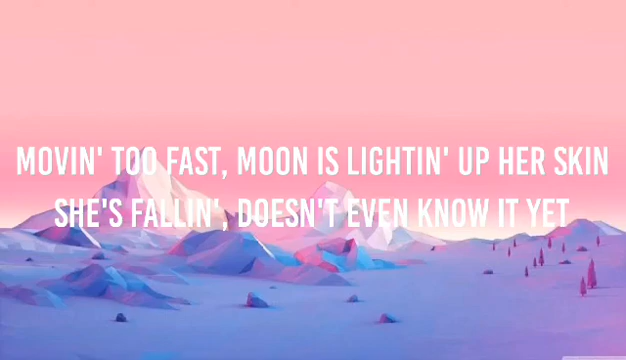 MOVIN' TOO FAST, MOON IS LIGHTIN' UP HER SKIN
SHE'S FALLIN', DOESN'T EVEN KNOW IT YET